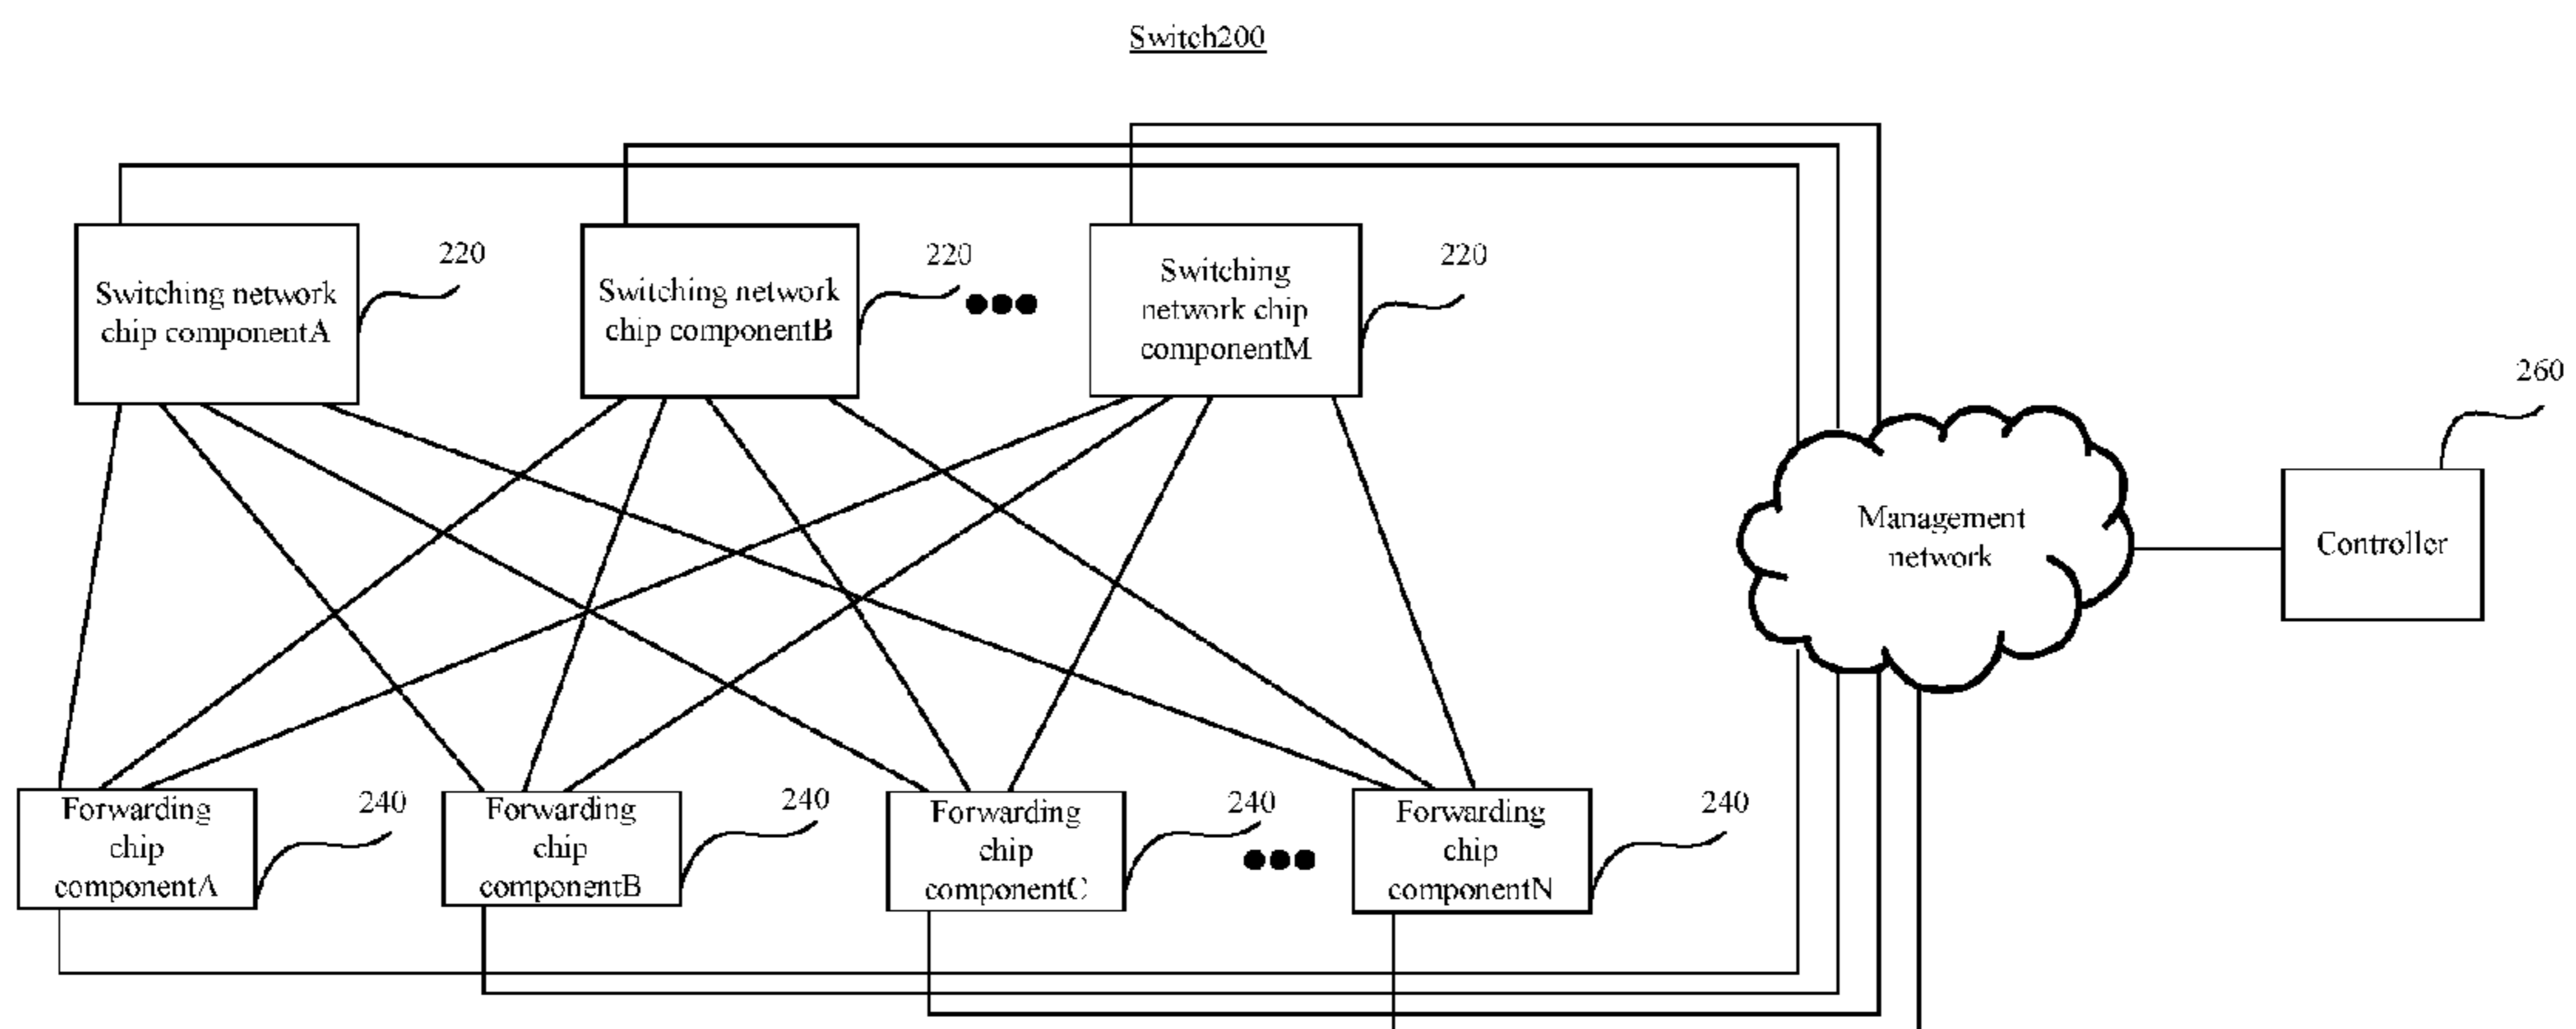 Switch200
220
220
220
Switching network
chip componentA
Switching network
chip componentB
Switching
network chip
componentM
260
Management
network
Controller
240
240
240
240
Forwarding
chip
componentA
Forwarding
chip
componentB
Forwarding
chip
componentC
Forwarding
chip
componentN